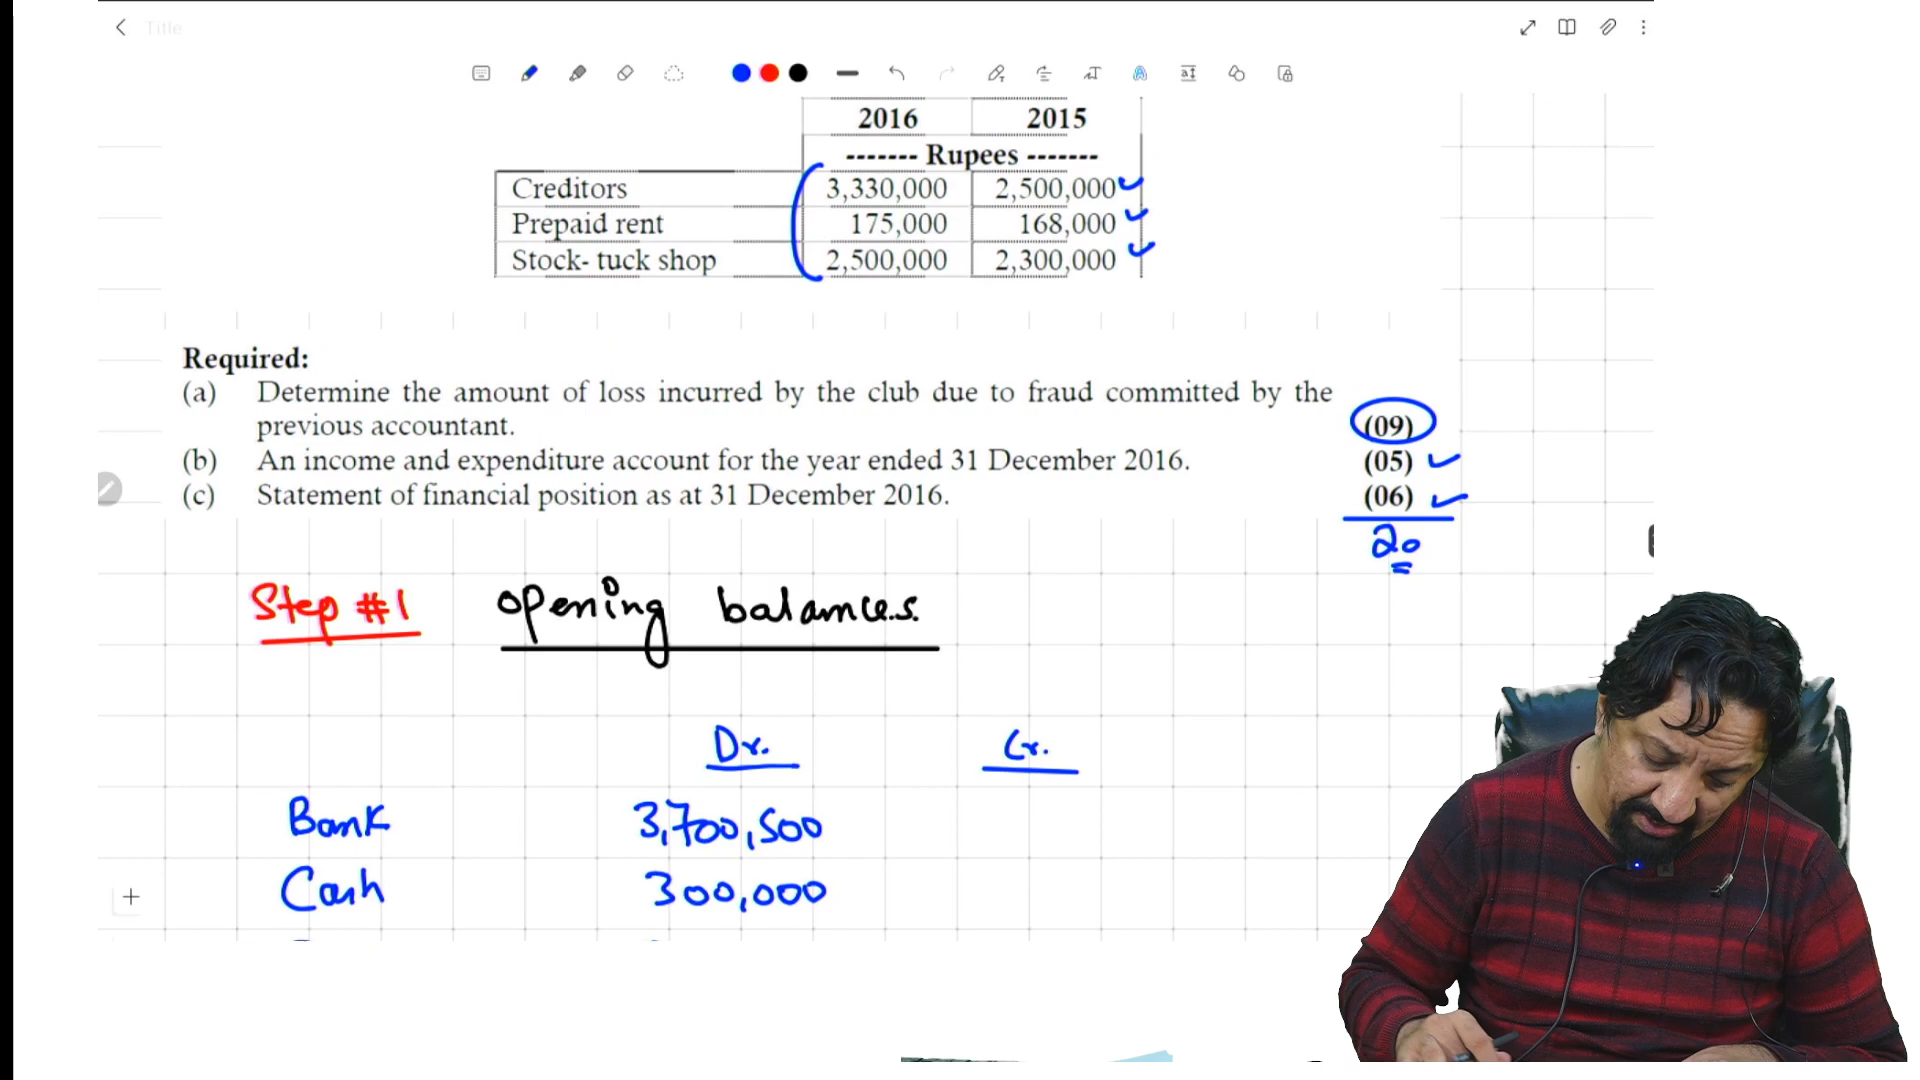 Title
2016 2015
------- Rupees -------
Creditors 3,330,000 2,500,000
Prepaid rent 175,000 168,000
Stock- tuck shop 2,500,000 2,300,000
Required:
(a) Determine the amount of loss incurred by the club due to fraud committed by the
previous accountant. (09)
(b) An income and expenditure account for the year ended 31 December 2016. (05)
(c) Statement of financial position as at 31 December 2016. (06)
20
Step #1 opening balances.
Dr. Cr.
Bank 3,700,500
Cash 300,000